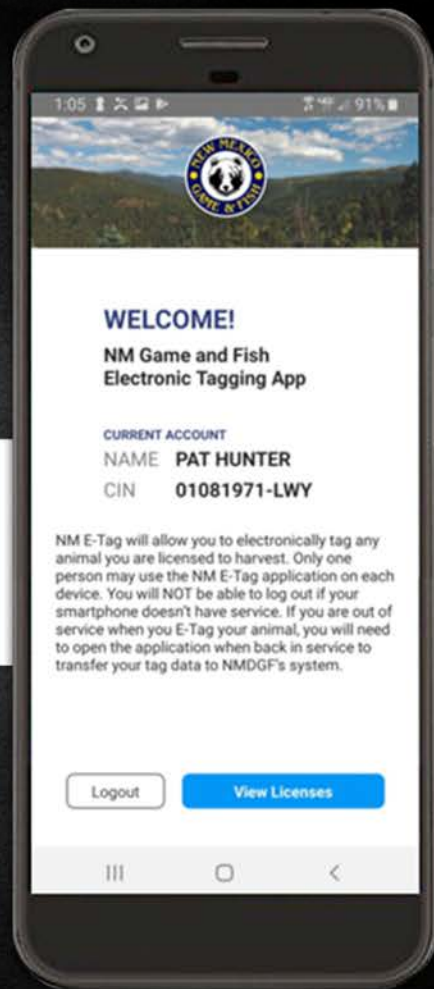 1:05
91%
NEW MEXICO
GAME & FISH
WELCOME!
NM Game and Fish
Electronic Tagging App
CURRENT ACCOUNT
NAME PAT HUNTER
CIN 01081971-LWY
NM E-Tag will allow you to electronically tag any
animal you are licensed to harvest. Only one
person may use the NM E-Tag application on each
device. You will NOT be able to log out if your
smartphone doesn't have service. If you are out of
service when you E-Tag your animal, you will need
to open the application when back in service to
transfer your tag data to NMDGF's system.
Logout
View Licenses